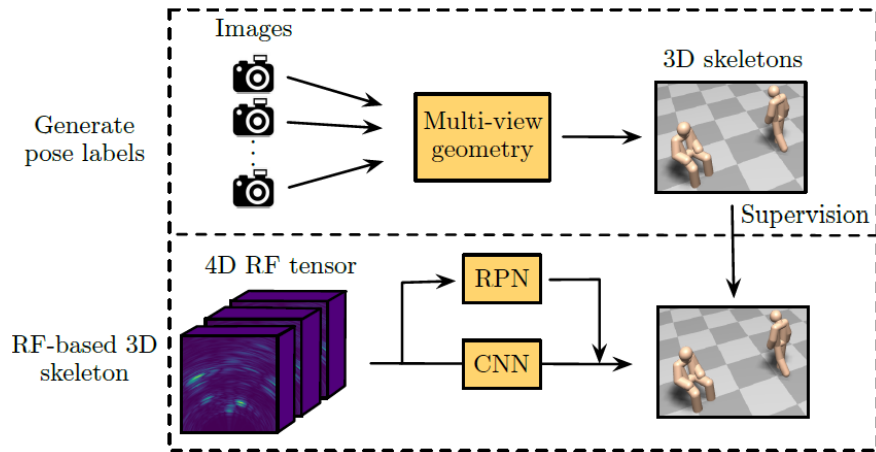 Images
3D skeletons
Generate
pose labels
Multi-view
geometry
Supervision
4D RF tensor
RPN
RF-based 3D
skeleton
CNN